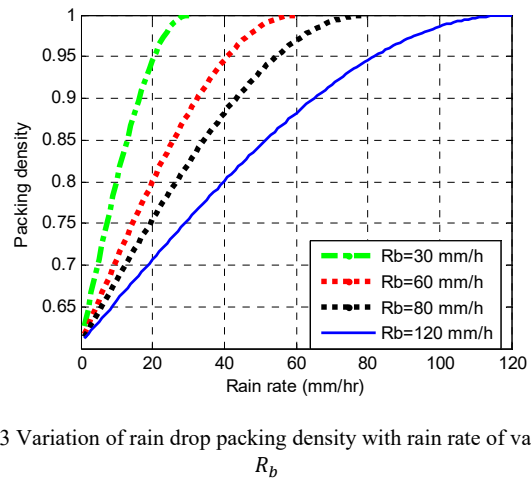 1
0.95
0.9
0.85
0.8
0.75
0.7
0.65
Packing density
Rb=30 mm/h
Rb=60 mm/h
Rb=80 mm/h
Rb=120 mm/h
0 20 40 60 80 100 120
Rain rate (mm/hr)
3 Variation of rain drop packing density with rain rate of va
R_b